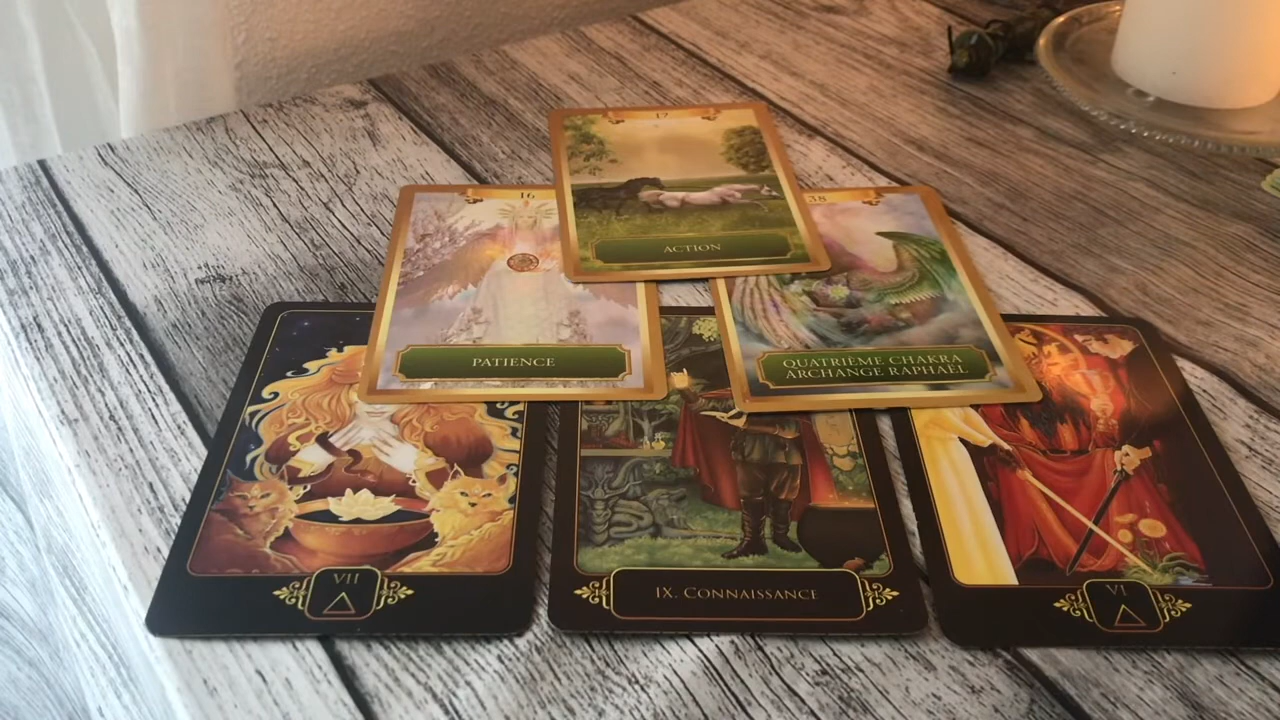 17
ACTION
16
PATIENCE
38
QUATRIÈME CHAKRA
ARCHANGE RAPHAËL
VII
IX. CONNAISSANCE
VI